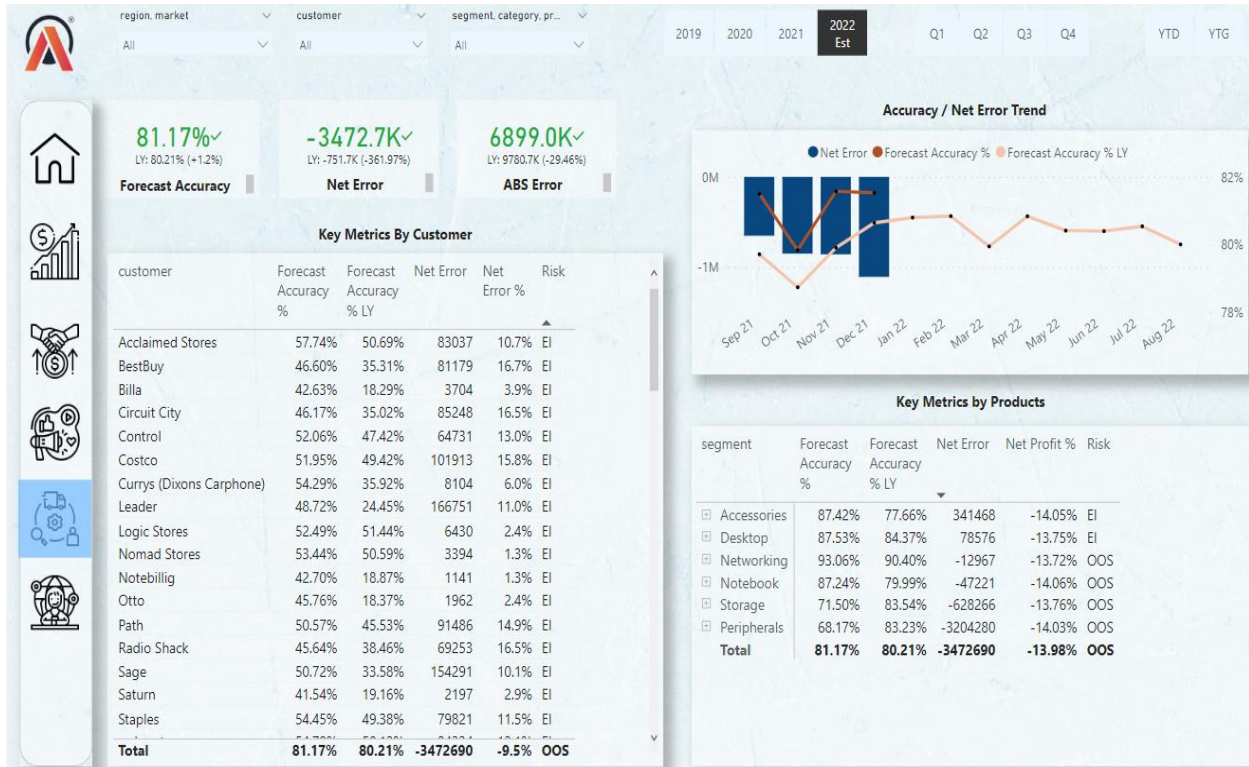 region, market customer segment, category, pr...
All All All
2019 2020 2021 2022 Est Q1 Q2 Q3 Q4 YTD YTG
81.17%
LY: 80.21% (+1.2%)
Forecast Accuracy
-3472.7K
LY: -751.7K (-361.97%)
Net Error
6899.0K
LY: 9780.7K (-29.46%)
ABS Error
Key Metrics By Customer
customer Forecast Accuracy % Forecast Accuracy % LY Net Error Net Error % Risk
Acclaimed Stores 57.74% 50.69% 83037 10.7% EI
BestBuy 46.60% 35.31% 81179 16.7% EI
Billa 42.63% 18.29% 3704 3.9% EI
Circuit City 46.17% 35.02% 85248 16.5% EI
Control 52.06% 47.42% 64731 13.0% EI
Costco 51.95% 49.42% 101913 15.8% EI
Currys (Dixons Carphone) 54.29% 35.92% 8104 6.0% EI
Leader 48.72% 24.45% 166751 11.0% EI
Logic Stores 52.49% 51.44% 6430 2.4% EI
Nomad Stores 53.44% 50.59% 3394 1.3% EI
Notebillig 42.70% 18.87% 1141 1.3% EI
Otto 45.76% 18.37% 1962 2.4% EI
Path 50.57% 45.53% 91486 14.9% EI
Radio Shack 45.64% 38.46% 69253 16.5% EI
Sage 50.72% 33.58% 154291 10.1% EI
Saturn 41.54% 19.16% 2197 2.9% EI
Staples 54.45% 49.38% 79821 11.5% EI
Total 81.17% 80.21% -3472690 -9.5% OOS
Accuracy / Net Error Trend
Net Error Forecast Accuracy % Forecast Accuracy % LY
0M 82%
80%
-1M
78%
Sep 21 Oct 21 Nov 21 Dec 21 Jan 22 Feb 22 Mar 22 Apr 22 May 22 Jun 22 Jul 22 Aug 22
Key Metrics by Products
segment Forecast Accuracy % Forecast Accuracy % LY Net Error Net Profit % Risk
Accessories 87.42% 77.66% 341468 -14.05% EI
Desktop 87.53% 84.37% 78576 -13.75% EI
Networking 93.06% 90.40% -12967 -13.72% OOS
Notebook 87.24% 79.99% -47221 -14.06% OOS
Storage 71.50% 83.54% -628266 -13.76% OOS
Peripherals 68.17% 83.23% -3204280 -14.03% OOS
Total 81.17% 80.21% -3472690 -13.98% OOS